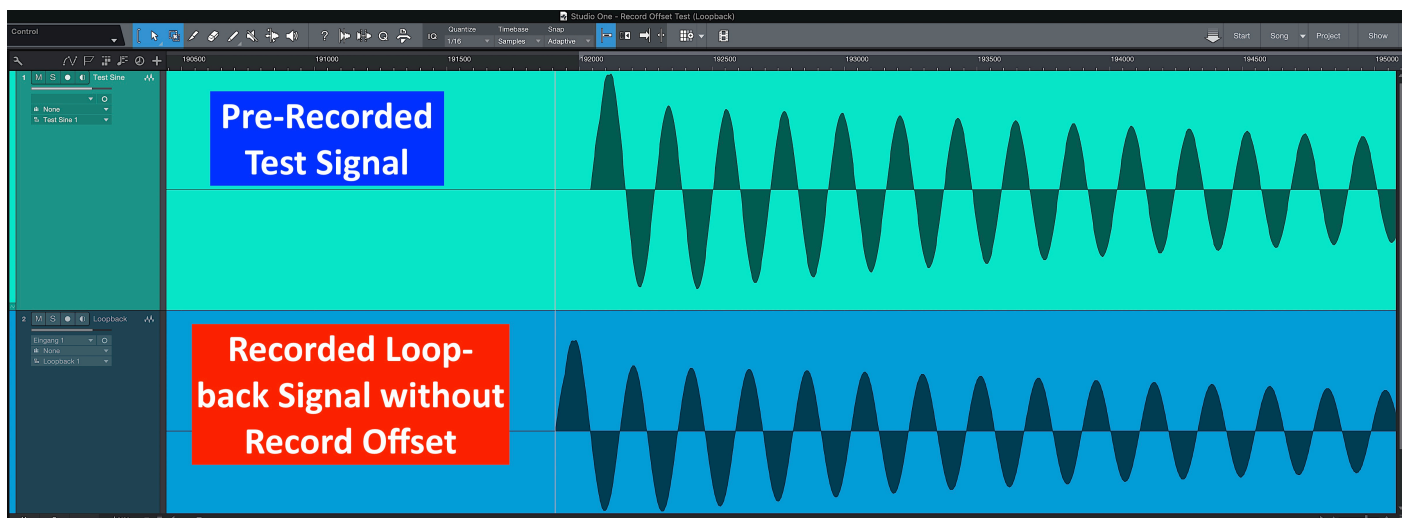 Studio One - Record Offset Test (Loopback)
Control
? Q IQ
Quantize Timebase Snap
1/16 Samples Adaptive
Start Song Project Show
190500 191000 191500 192000 192500 193000 193500 194000 194500 195000
1 M S Test Sine
None
Test Sine 1
Pre-Recorded
Test Signal
2 M S Loopback
Eingang 1
None
Loopback 1
Recorded Loop-
back Signal without
Record Offset